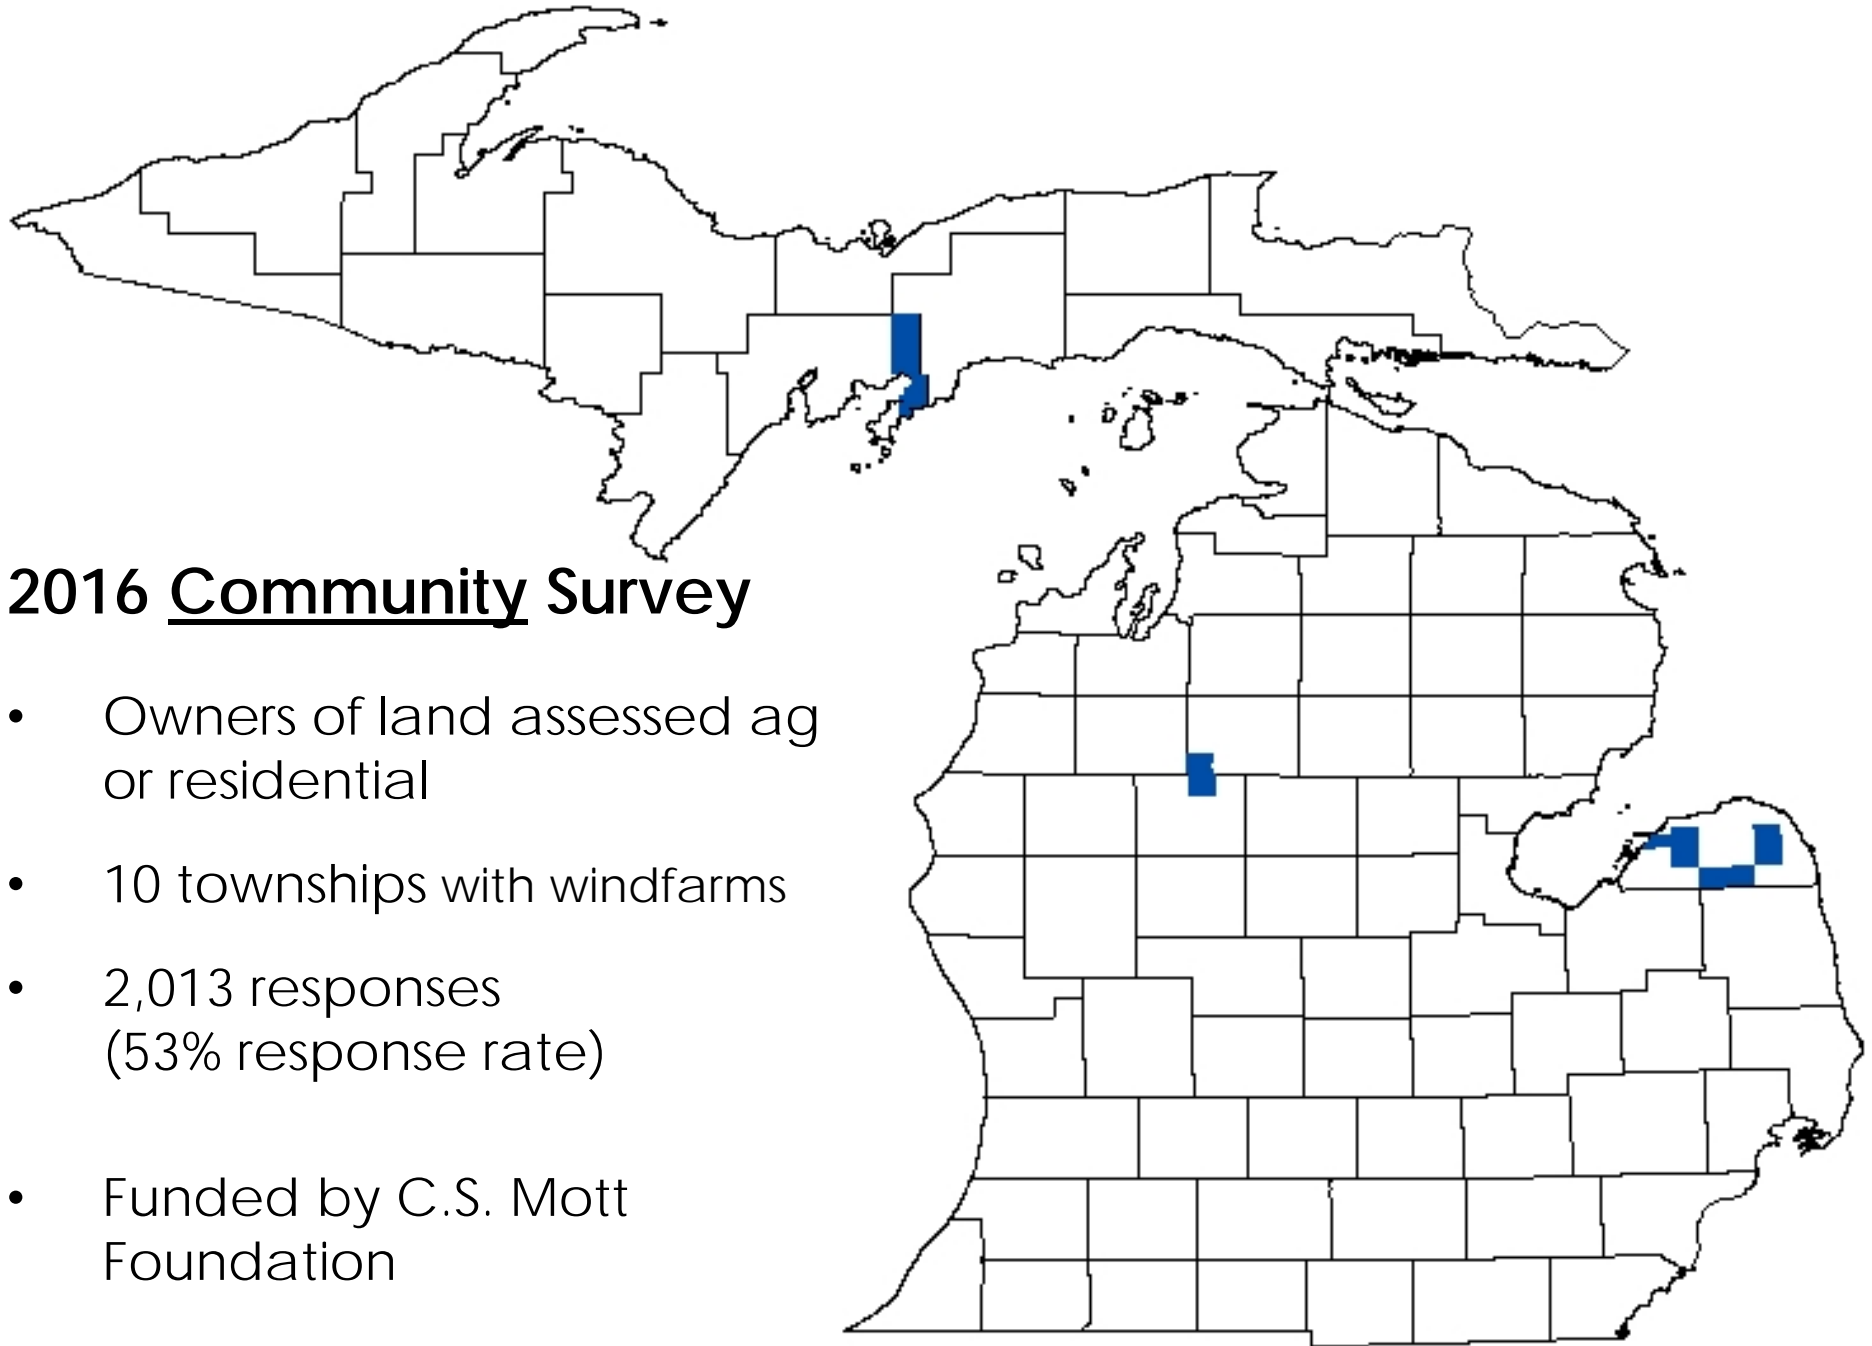 2016 Community Survey
• Owners of land assessed ag
or residential
• 10 townships with windfarms
• 2,013 responses
(53% response rate)
• Funded by C.S. Mott
Foundation